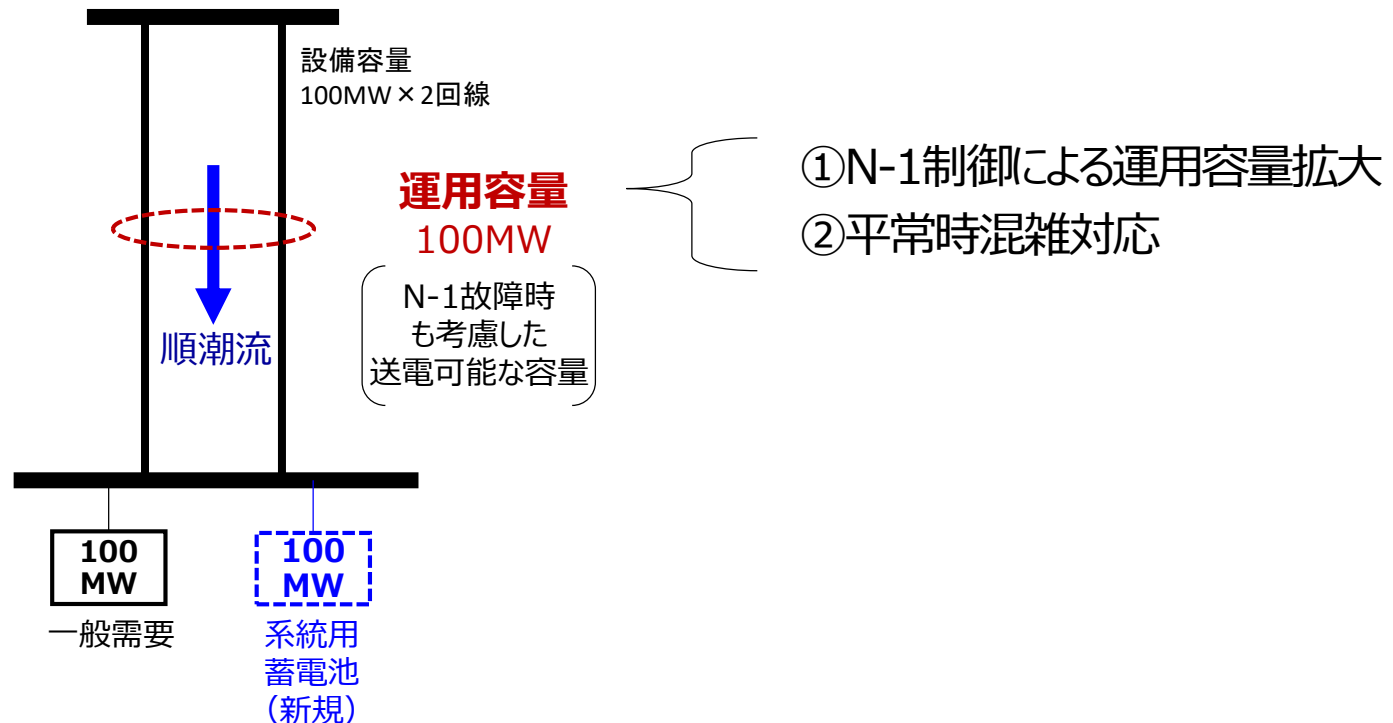 設備容量
100MW×2回線
運用容量
100MW
N-1故障時
も考慮した
送電可能な容量
①N-1制御による運用容量拡大
②平常時混雑対応
順潮流
100
MW
一般需要
100
MW
系統用
蓄電池
（新規）